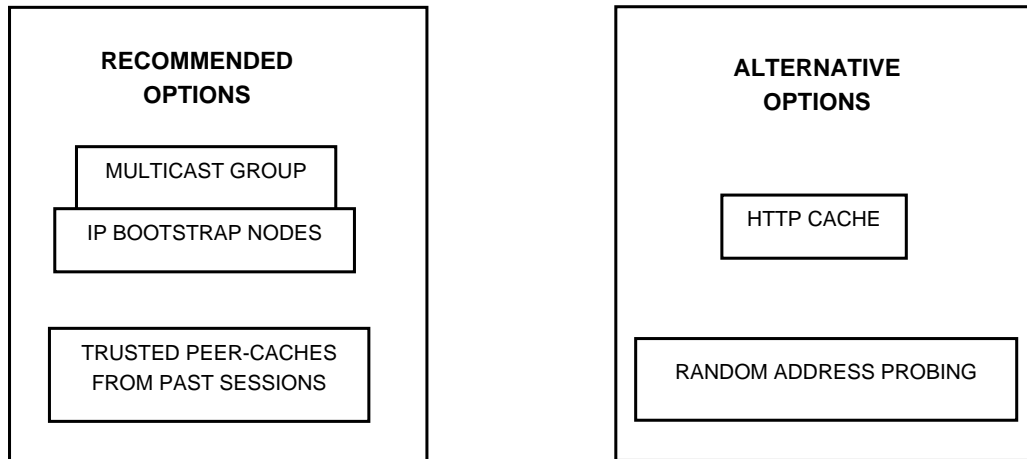 RECOMMENDED
OPTIONS
MULTICAST GROUP
IP BOOTSTRAP NODES
TRUSTED PEER-CACHES
FROM PAST SESSIONS
ALTERNATIVE
OPTIONS
HTTP CACHE
RANDOM ADDRESS PROBING